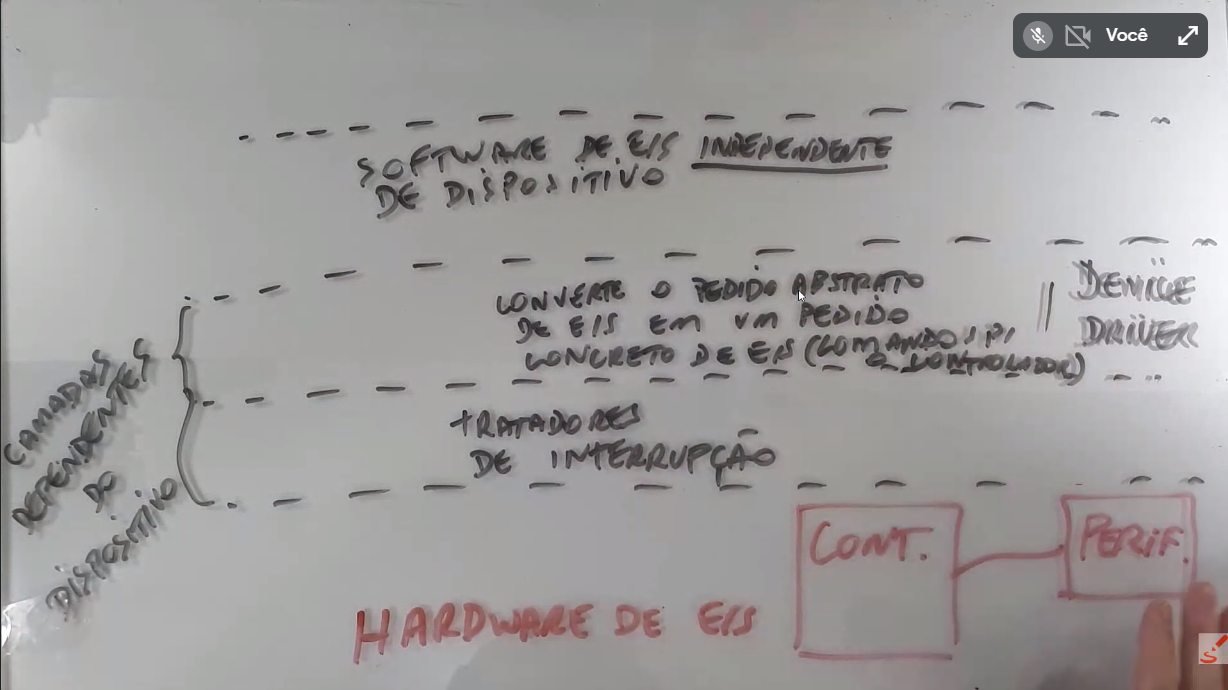 Você
SOFTWARE DE E/S INDEPENDENTE
DE DISPOSITIVO
CONVERTE O PEDIDO ABSTRATO
DE E/S EM UM PEDIDO
CONCRETO DE E/S (COMANDOS P/
O CONTROLADOR)
DEVICE
DRIVER
CAMADAS
DEPENDENTES
DO
DISPOSITIVO
TRATADORES
DE INTERRUPÇÃO
CONT.
PERIF.
HARDWARE DE E/S